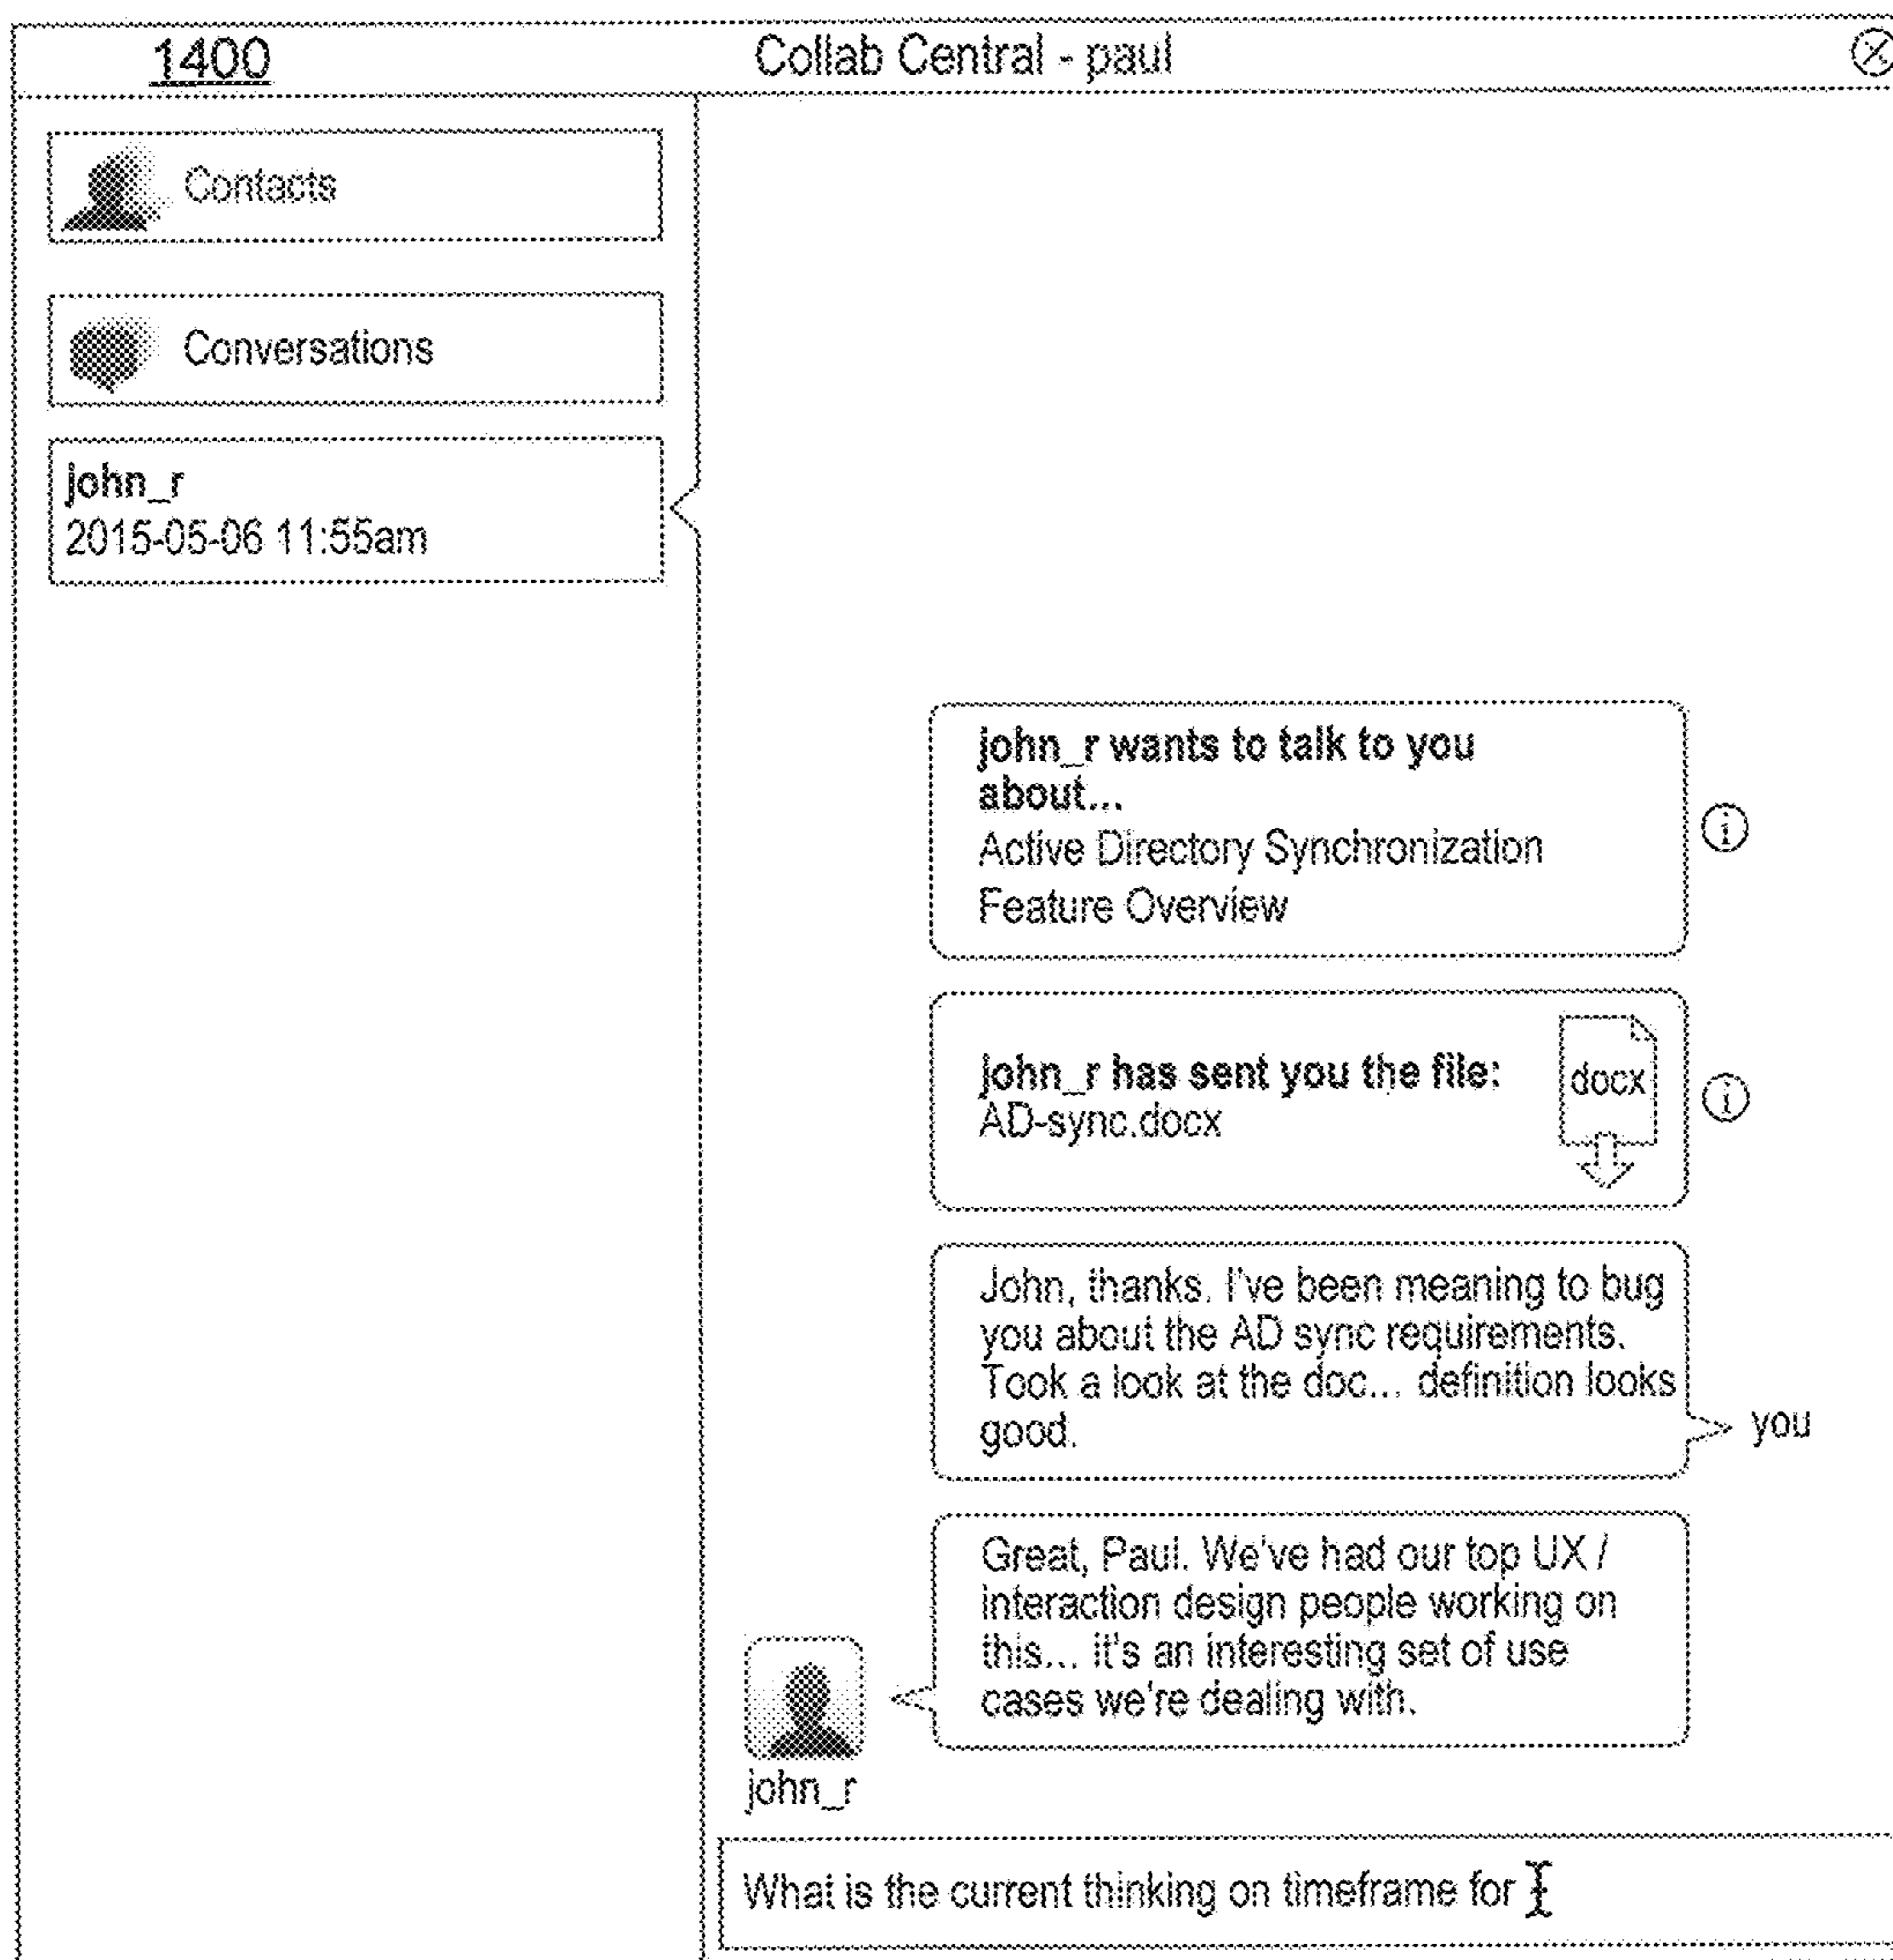 1400
Collab Central - paul
Contacts
Conversations
john_r
2015-05-06 11:55am
john_r wants to talk to you
about...
Active Directory Synchronization
Feature Overview
i
john_r has sent you the file:
AD-sync.docx
docx
i
John, thanks. I've been meaning to bug
you about the AD sync requirements.
Took a look at the doc... definition looks
good.
you
Great, Paul. We've had our top UX /
interaction design people working on
this... it's an interesting set of use
cases we're dealing with.
john_r
What is the current thinking on timeframe for